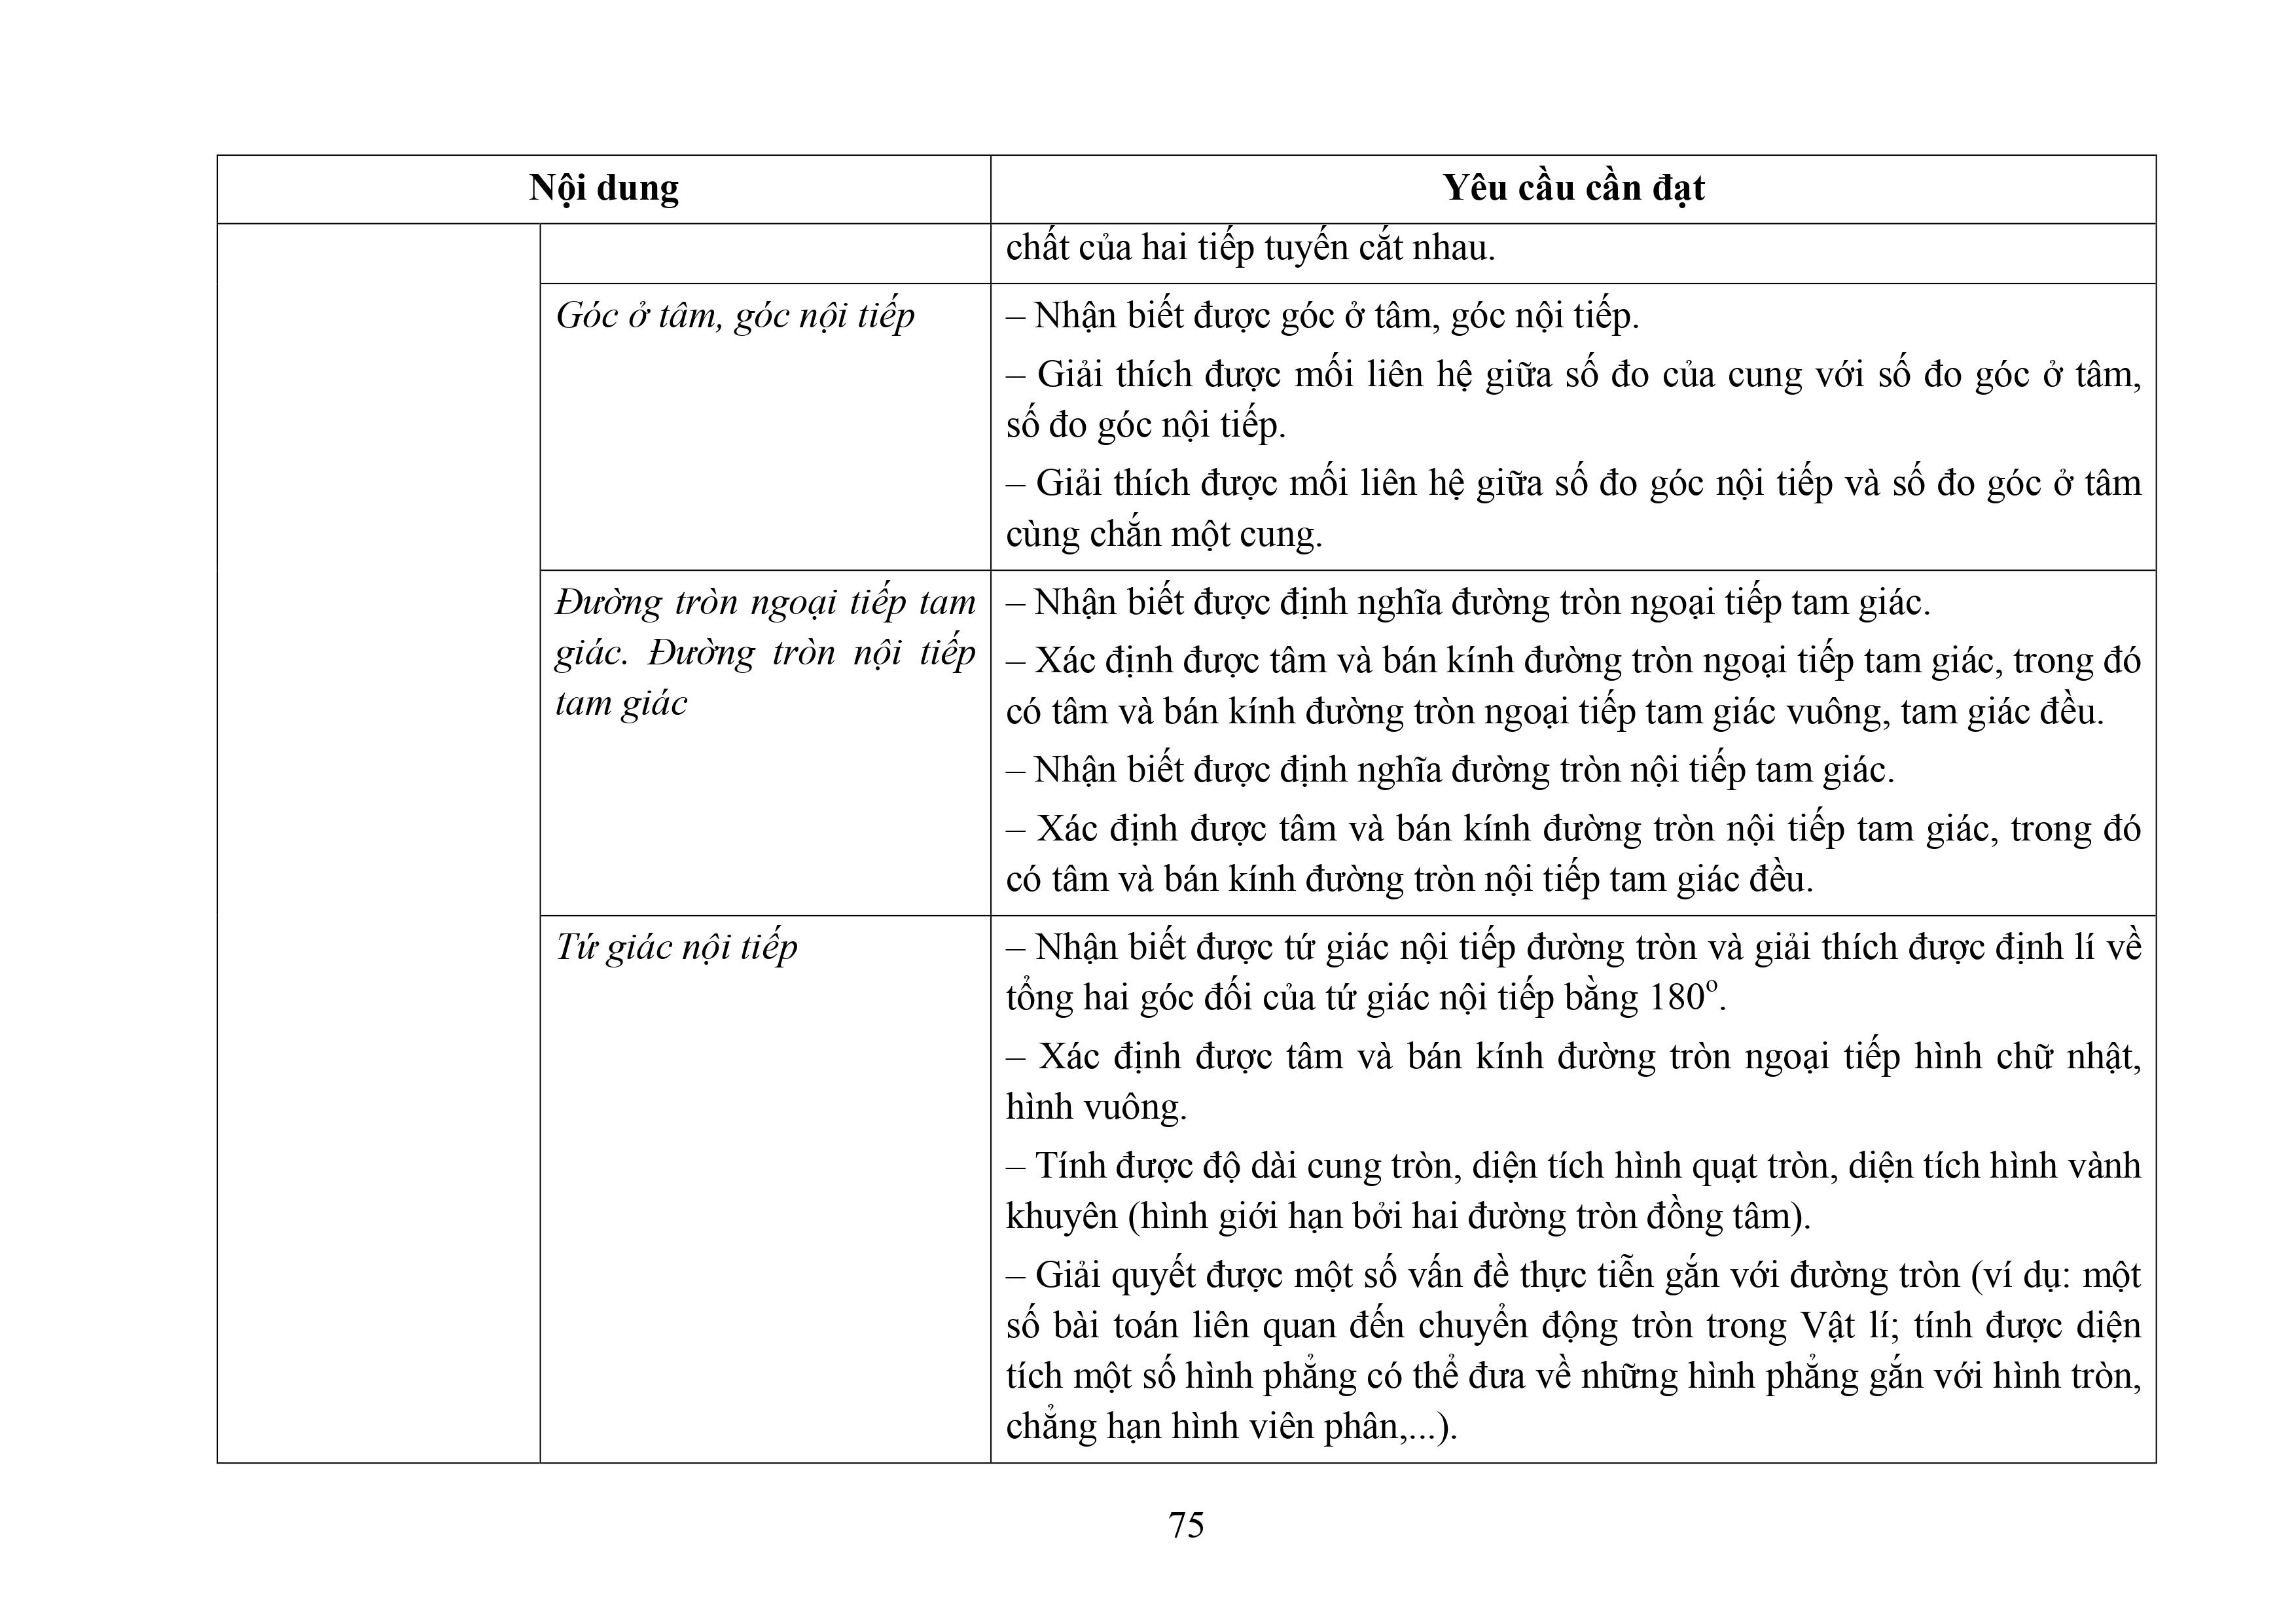 Nội dung
Yêu cầu cần đạt
chất của hai tiếp tuyến cắt nhau.
Góc ở tâm, góc nội tiếp
– Nhận biết được góc ở tâm, góc nội tiếp.
– Giải thích được mối liên hệ giữa số đo của cung với số đo góc ở tâm,
số đo góc nội tiếp.
– Giải thích được mối liên hệ giữa số đo góc nội tiếp và số đo góc ở tâm
cùng chắn một cung.
Đường tròn ngoại tiếp tam
giác. Đường tròn nội tiếp
tam giác
– Nhận biết được định nghĩa đường tròn ngoại tiếp tam giác.
– Xác định được tâm và bán kính đường tròn ngoại tiếp tam giác, trong đó
có tâm và bán kính đường tròn ngoại tiếp tam giác vuông, tam giác đều.
– Nhận biết được định nghĩa đường tròn nội tiếp tam giác.
– Xác định được tâm và bán kính đường tròn nội tiếp tam giác, trong đó
có tâm và bán kính đường tròn nội tiếp tam giác đều.
Tứ giác nội tiếp
– Nhận biết được tứ giác nội tiếp đường tròn và giải thích được định lí về
tổng hai góc đối của tứ giác nội tiếp bằng 180°.
– Xác định được tâm và bán kính đường tròn ngoại tiếp hình chữ nhật,
hình vuông.
– Tính được độ dài cung tròn, diện tích hình quạt tròn, diện tích hình vành
khuyên (hình giới hạn bởi hai đường tròn đồng tâm).
– Giải quyết được một số vấn đề thực tiễn gắn với đường tròn (ví dụ: một
số bài toán liên quan đến chuyển động tròn trong Vật lí; tính được diện
tích một số hình phẳng có thể đưa về những hình phẳng gắn với hình tròn,
chẳng hạn hình viên phân,...).
75